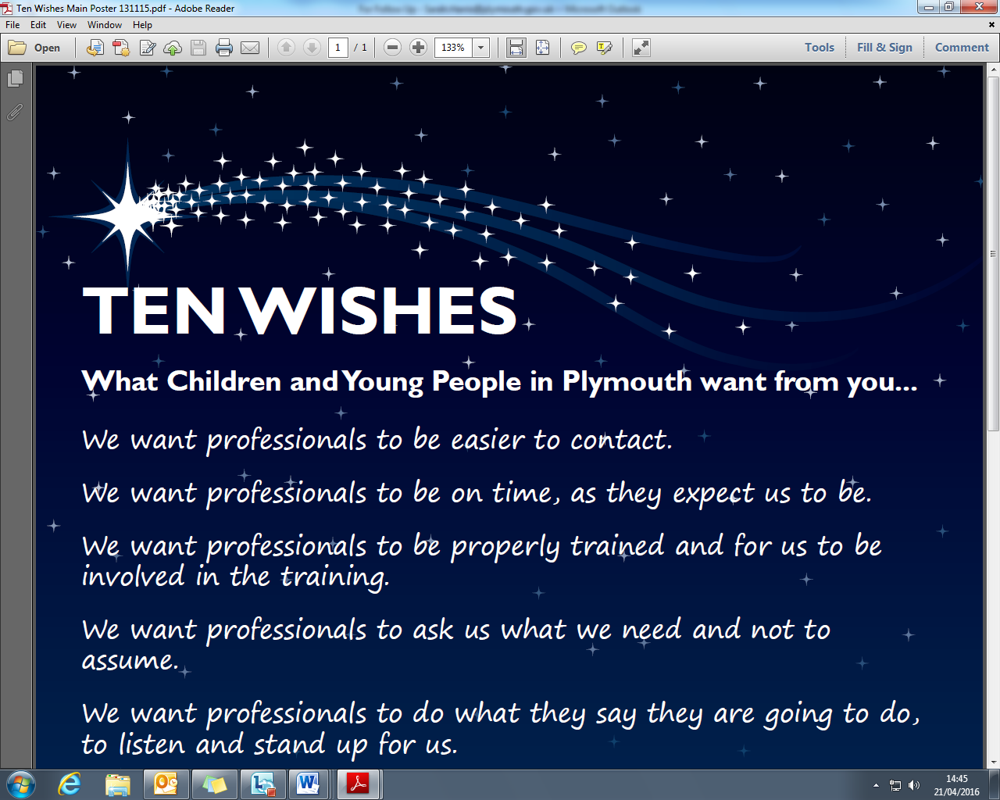 Ten Wishes Main Poster 131115.pdf - Adobe Reader
File Edit View Window Help
Open 1 / 1 133% Tools Fill & Sign Comment
TEN WISHES
What Children and Young People in Plymouth want from you...
We want professionals to be easier to contact.
We want professionals to be on time, as they expect us to be.
We want professionals to be properly trained and for us to be
involved in the training.
We want professionals to ask us what we need and not to
assume.
We want professionals to do what they say they are going to do,
to listen and stand up for us.
14:45
21/04/2016